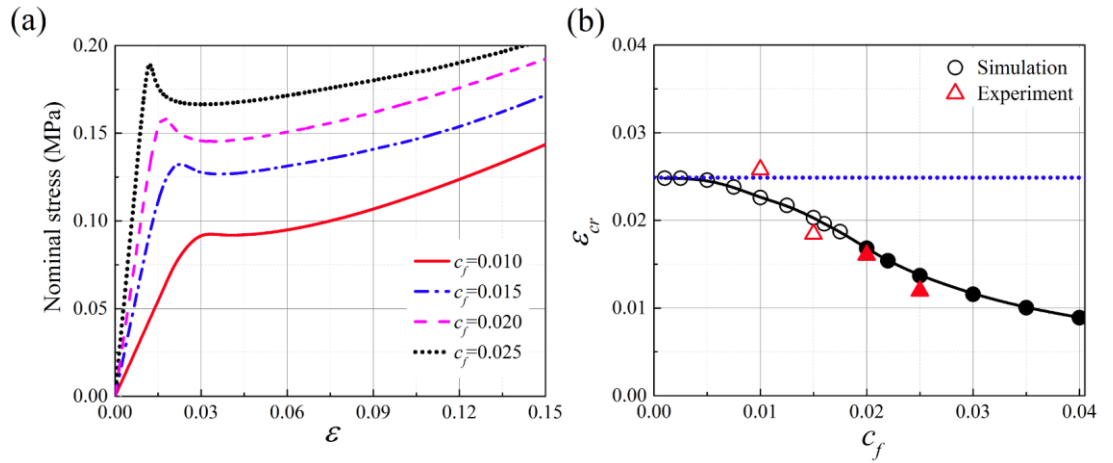 (a)
Nominal stress (MPa)
0.20
0.15
0.10
0.05
0.00
c_f=0.010
c_f=0.015
c_f=0.020
c_f=0.025
0.00 0.03 0.06 0.09 0.12 0.15
ε
(b)
ε_cr
0.04
0.03
0.02
0.01
0.00
Simulation
Experiment
0.00 0.01 0.02 0.03 0.04
c_f